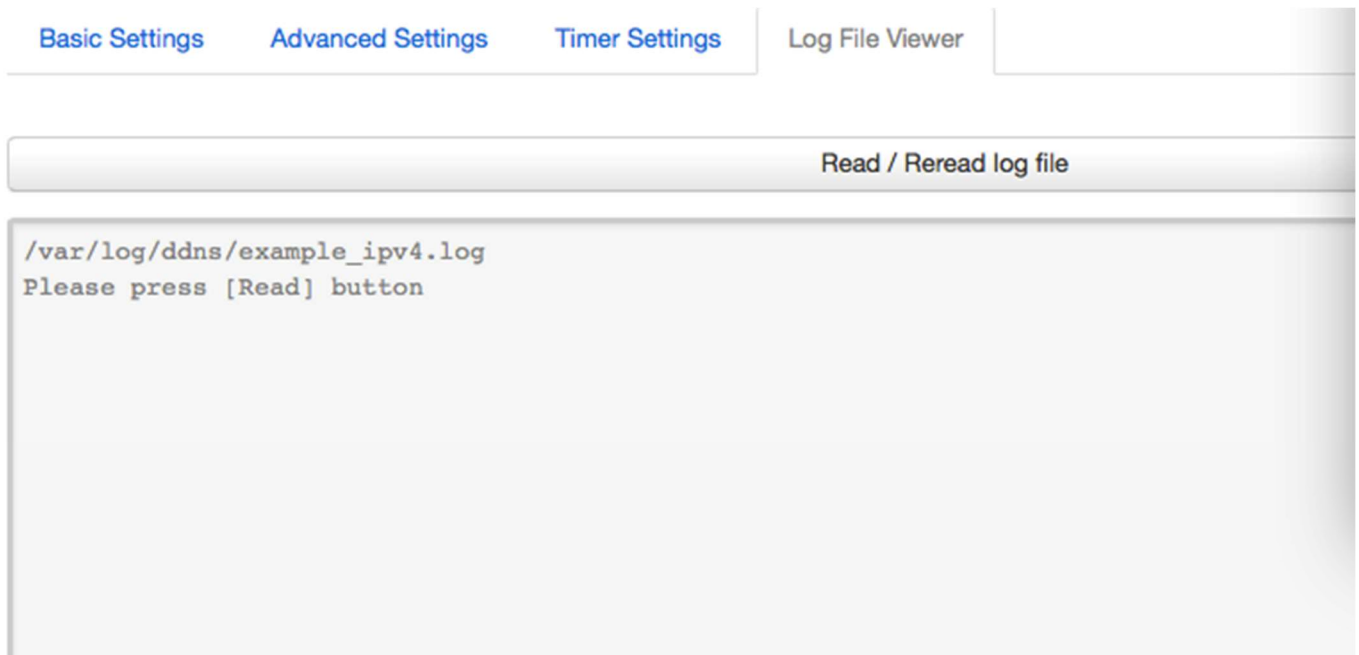 Basic Settings Advanced Settings Timer Settings Log File Viewer
Read / Reread log file
/var/log/ddns/example_ipv4.log
Please press [Read] button